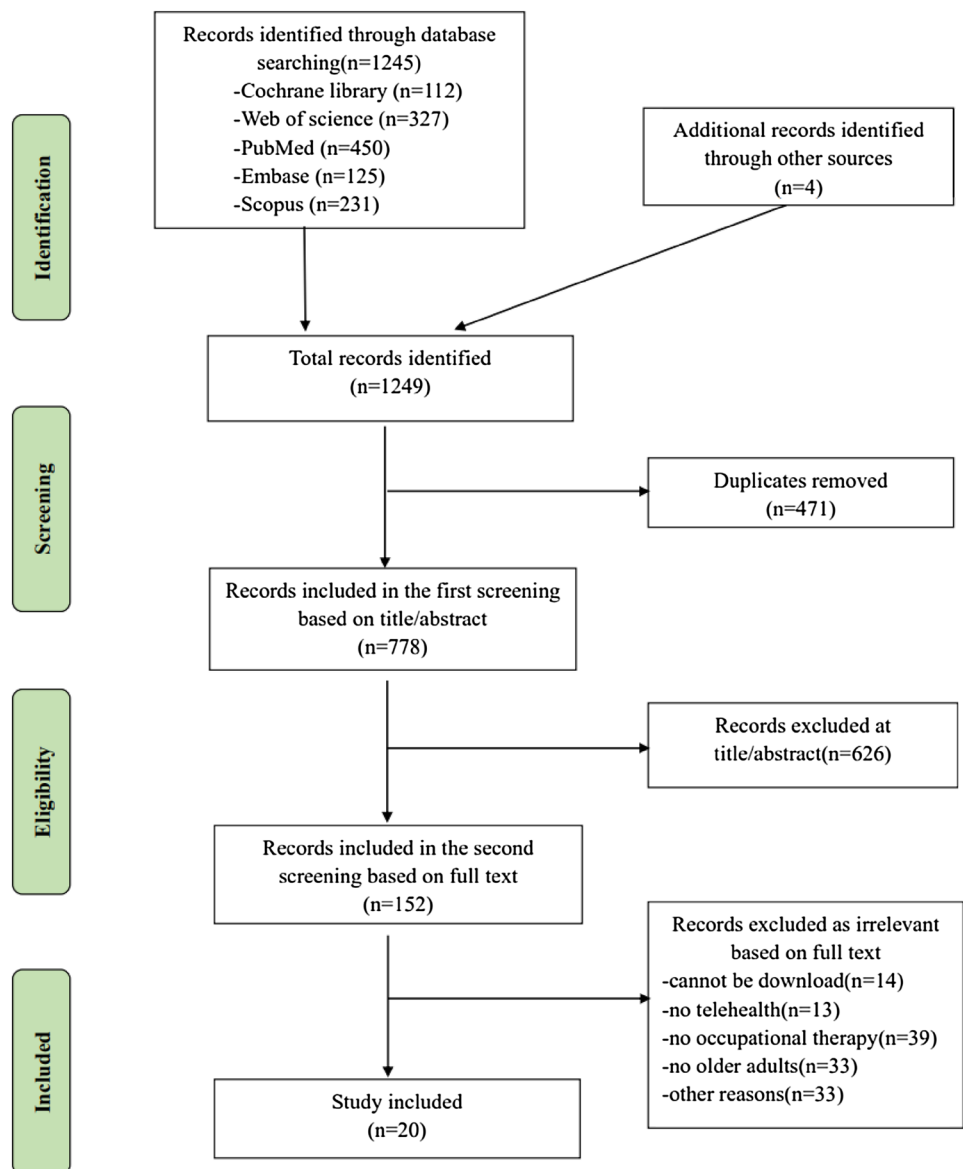 Records identified through database
searching(n=1245)
-Cochrane library (n=112)
-Web of science (n=327)
-PubMed (n=450)
-Embase (n=125)
-Scopus (n=231)
Additional records identified
through other sources
(n=4)
Identification
Total records identified
(n=1249)
Screening
Duplicates removed
(n=471)
Records included in the first screening
based on title/abstract
(n=778)
Eligibility
Records excluded at
title/abstract(n=626)
Records included in the second
screening based on full text
(n=152)
Records excluded as irrelevant
based on full text
-cannot be download(n=14)
-no telehealth(n=13)
-no occupational therapy(n=39)
-no older adults(n=33)
-other reasons(n=33)
Included
Study included
(n=20)